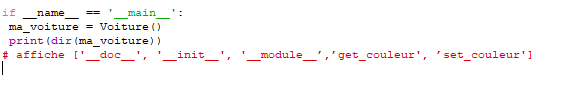 if __name__ == '__main__':
 ma_voiture = Voiture()
 print(dir(ma_voiture))
# affiche ['__doc__', '__init__', '__module__',’get_couleur', ’set_couleur']